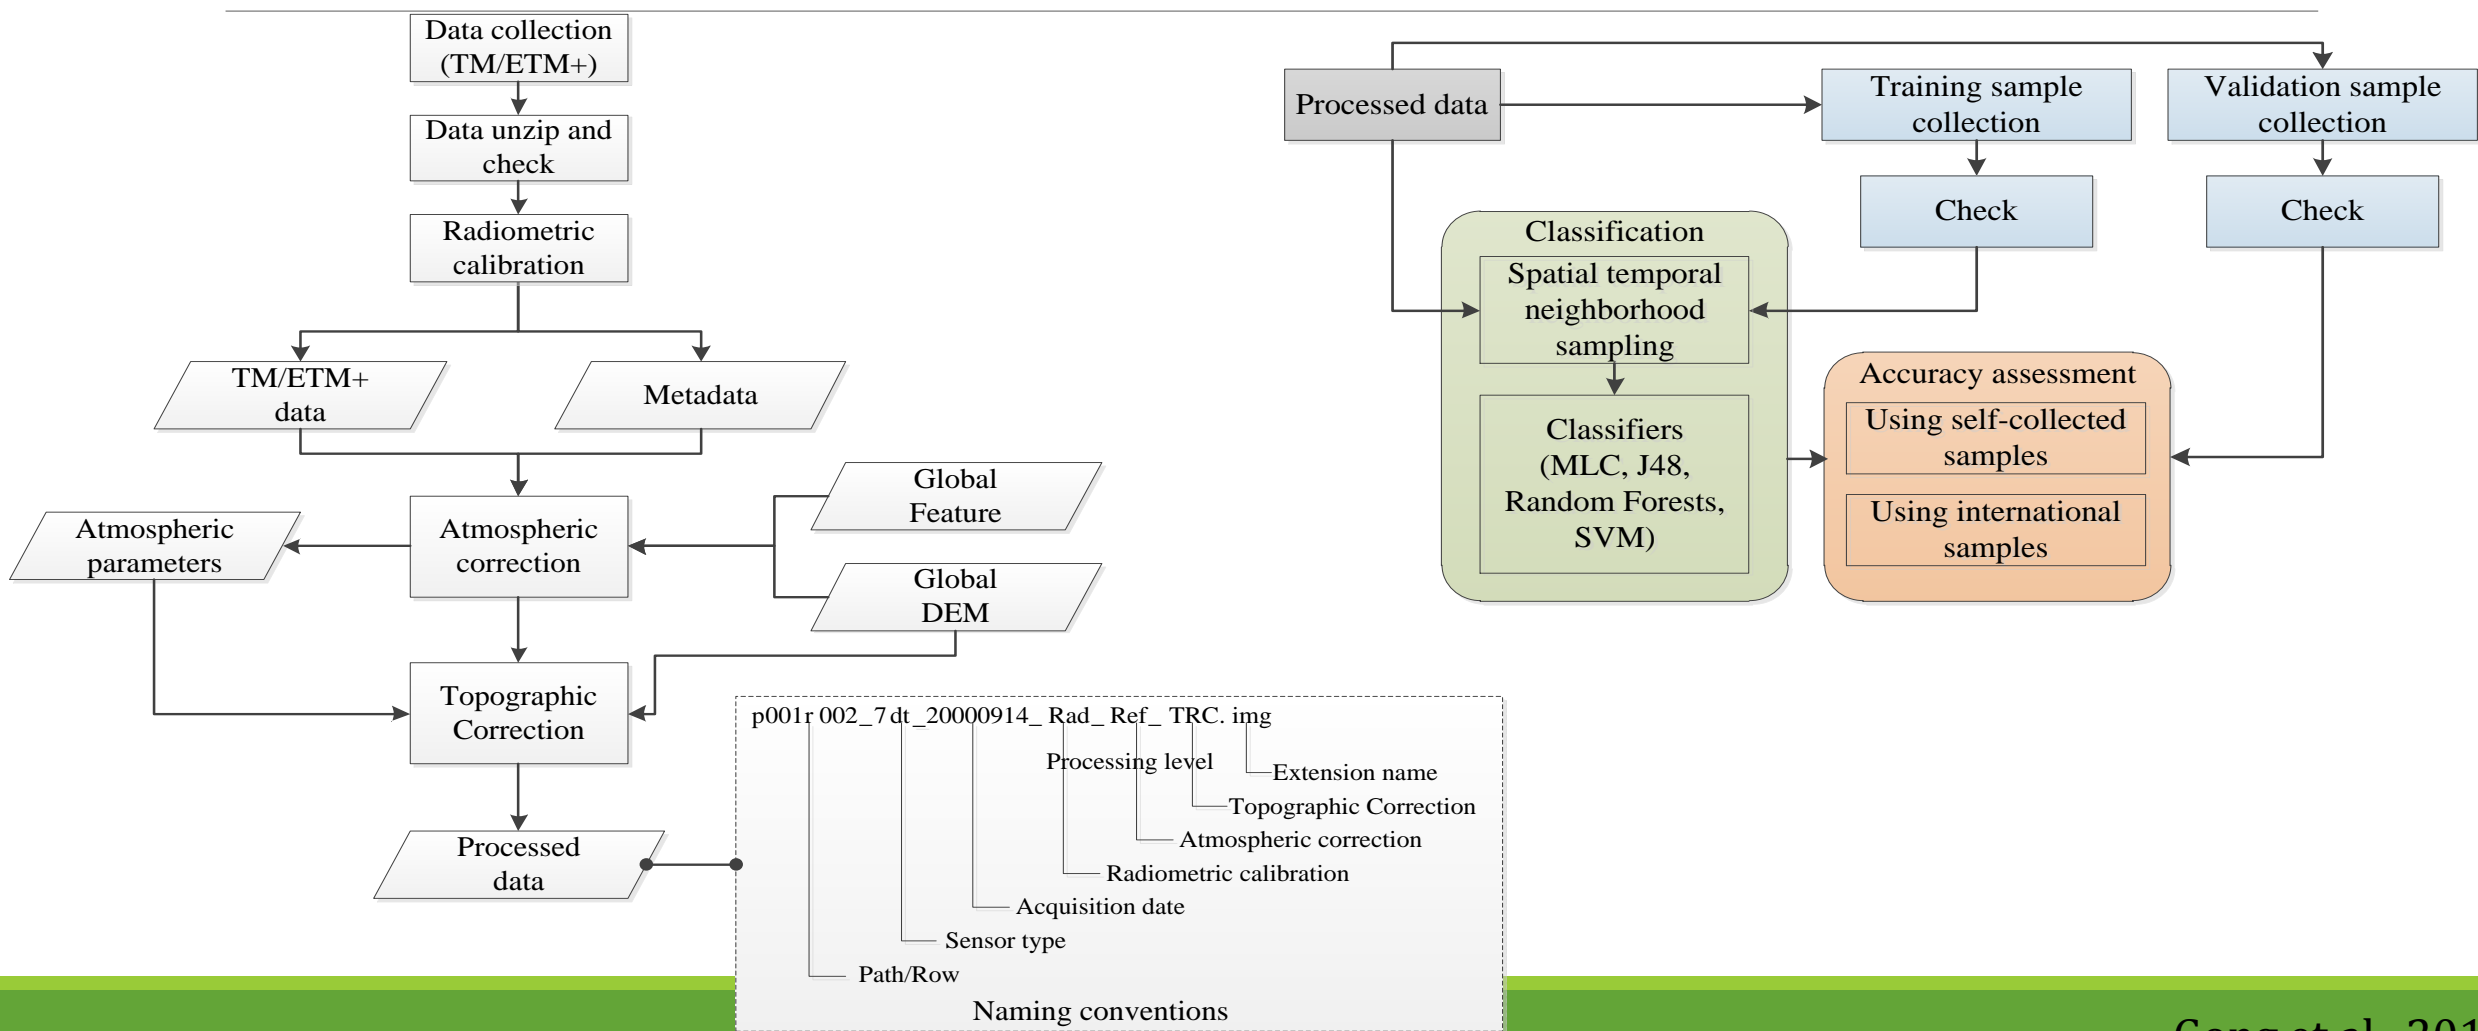 Data collection
(TM/ETM+)
Data unzip and
check
Radiometric
calibration
TM/ETM+
data
Metadata
Global
Feature
Atmospheric
parameters
Atmospheric
correction
Global
DEM
Topographic
Correction
Processed
data
p001r 002_7dt_20000914_ Rad_ Ref_ TRC. img
Processing level
Extension name
Topographic Correction
Atmospheric correction
Radiometric calibration
Acquisition date
Sensor type
Path/Row
Naming conventions
Processed data
Training sample
collection
Validation sample
collection
Check
Check
Classification
Spatial temporal
neighborhood
sampling
Classifiers
(MLC, J48,
Random Forests,
SVM)
Accuracy assessment
Using self-collected
samples
Using international
samples